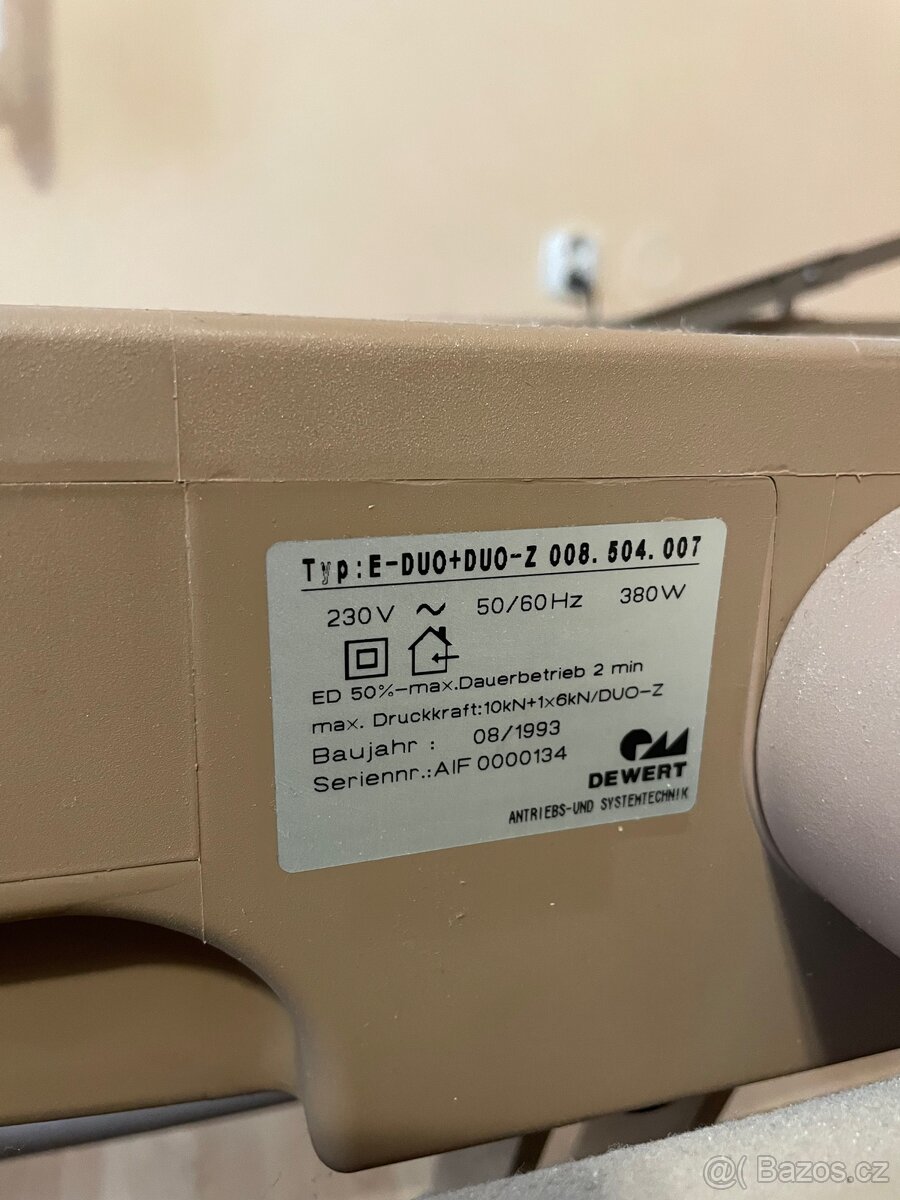 Typ:E-DUO+DUO-Z 008.504.007
230V ~ 50/60Hz 380W
ED 50%-max.Dauerbetrieb 2 min
max. Druckkraft:10kN+1x6kN/DUO-Z
Baujahr : 08/1993
Seriennr.:AIF 0000134
DEWERT
ANTRIEBS-UND SYSTEMTECHNIK
@( Bazos.cz